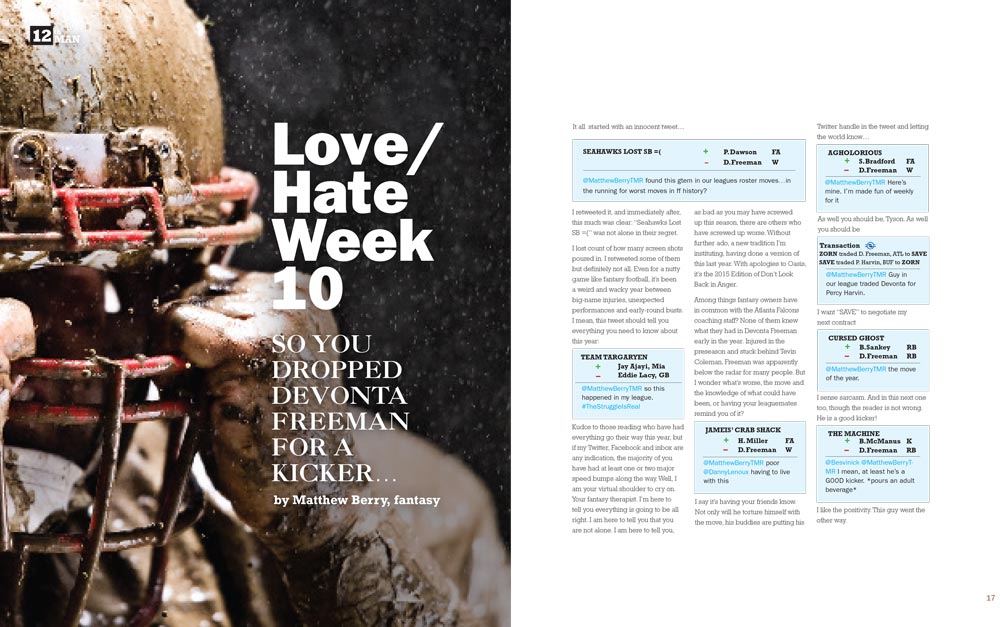 12
MAN
Love/
Hate
Week
10
SO YOU
DROPPED
DEVONTA
FREEMAN
FOR A
KICKER...
by Matthew Berry, fantasy
It all started with an innocent tweet...
SEAHAWKS LOST SB =( + P.Dawson FA
- D.Freeman W
@MatthewBerryTMR found this gtem in our leagues roster moves...in
the running for worst moves in ff history?
I retweeted it, and immediately after,
this much was clear: "Seahawks Lost
SB =(" was not alone in their regret.
I lost count of how many screen shots
poured in. I retweeted some of them
but definitely not all. Even for a nutty
game like fantasy football, it's been
a weird and wacky year between
big-name injuries, unexpected
performances and early-round busts.
I mean, this tweet should tell you
everything you need to know about
this year:
TEAM TARGARYEN
+ Jay Ajayi, Mia
- Eddie Lacy, GB
@MatthewBerryTMR so this
happened in my league.
#TheStruggleIsReal
Kudos to those reading who have had
everything go their way this year, but
if my Twitter, Facebook and inbox are
any indication, the majority of you
have had at least one or two major
speed bumps along the way. Well, I
am your virtual shoulder to cry on.
Your fantasy therapist. I'm here to
tell you everything is going to be all
right. I am here to tell you that you
are not alone. I am here to tell you,
as bad as you may have screwed
up this season, there are others who
have screwed up worse. Without
further ado, a new tradition I'm
instituting, having done a version of
this last year. With apologies to Oasis,
it's the 2015 Edition of Don't Look
Back in Anger.
Among things fantasy owners have
in common with the Atlanta Falcons
coaching staff? None of them knew
what they had in Devonta Freeman
early in the year. Injured in the
preseason and stuck behind Tevin
Coleman, Freeman was apparently
below the radar for many people. But
I wonder what's worse, the move and
the knowledge of what could have
been, or having your leaguemates
remind you of it?
JAMEIS' CRAB SHACK
+ H.Miller FA
- D.Freeman W
@MatthewBerryTMR poor
@DannyLenous having to live
with this
I say it's having your friends know.
Not only will he torture himself with
the move, his buddies are putting his
Twitter handle in the tweet and letting
the world know...
AGHOLORIOUS
+ S.Bradford FA
- D.Freeman W
@MatthewBerryTMR Here's
mine. I'm made fun of weekly
for it
As well you should be, Tyson. As well
you should be
Transaction
ZORN traded D. Freeman, ATL to SAVE
SAVE traded P. Harvin, BUF to ZORN
@MatthewBerryTMR Guy in
our league traded Devonta for
Percy Harvin.
I want "SAVE" to negotiate my
next contract
CURSED GHOST
+ B.Sankey RB
- D.Freeman RB
@MatthewBerryTMR the move
of the year.
I sense sarcasm. And in this next one
too, though the reader is not wrong.
He is a good kicker!
THE MACHINE
+ B.McManus K
- D.Freeman RB
@Besvinick @MatthewBerryT-
MR I mean, at least he's a
GOOD kicker. *pours an adult
beverage*
I like the positivity. This guy went the
other way
17